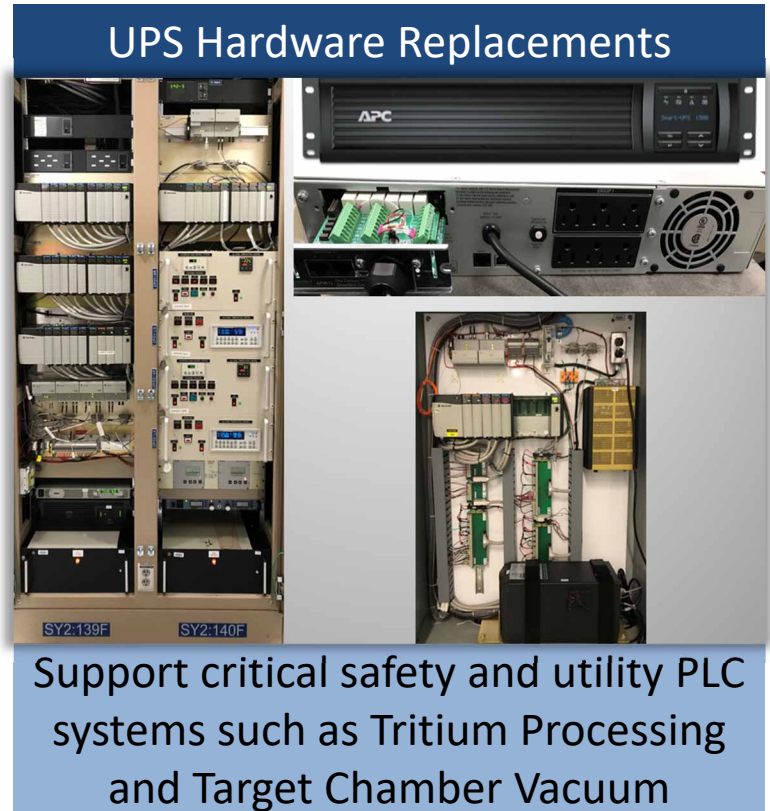 UPS Hardware Replacements
APC
Smart-UPS 1500
SY2:139F
SY2:140F
Support critical safety and utility PLC
systems such as Tritium Processing
and Target Chamber Vacuum